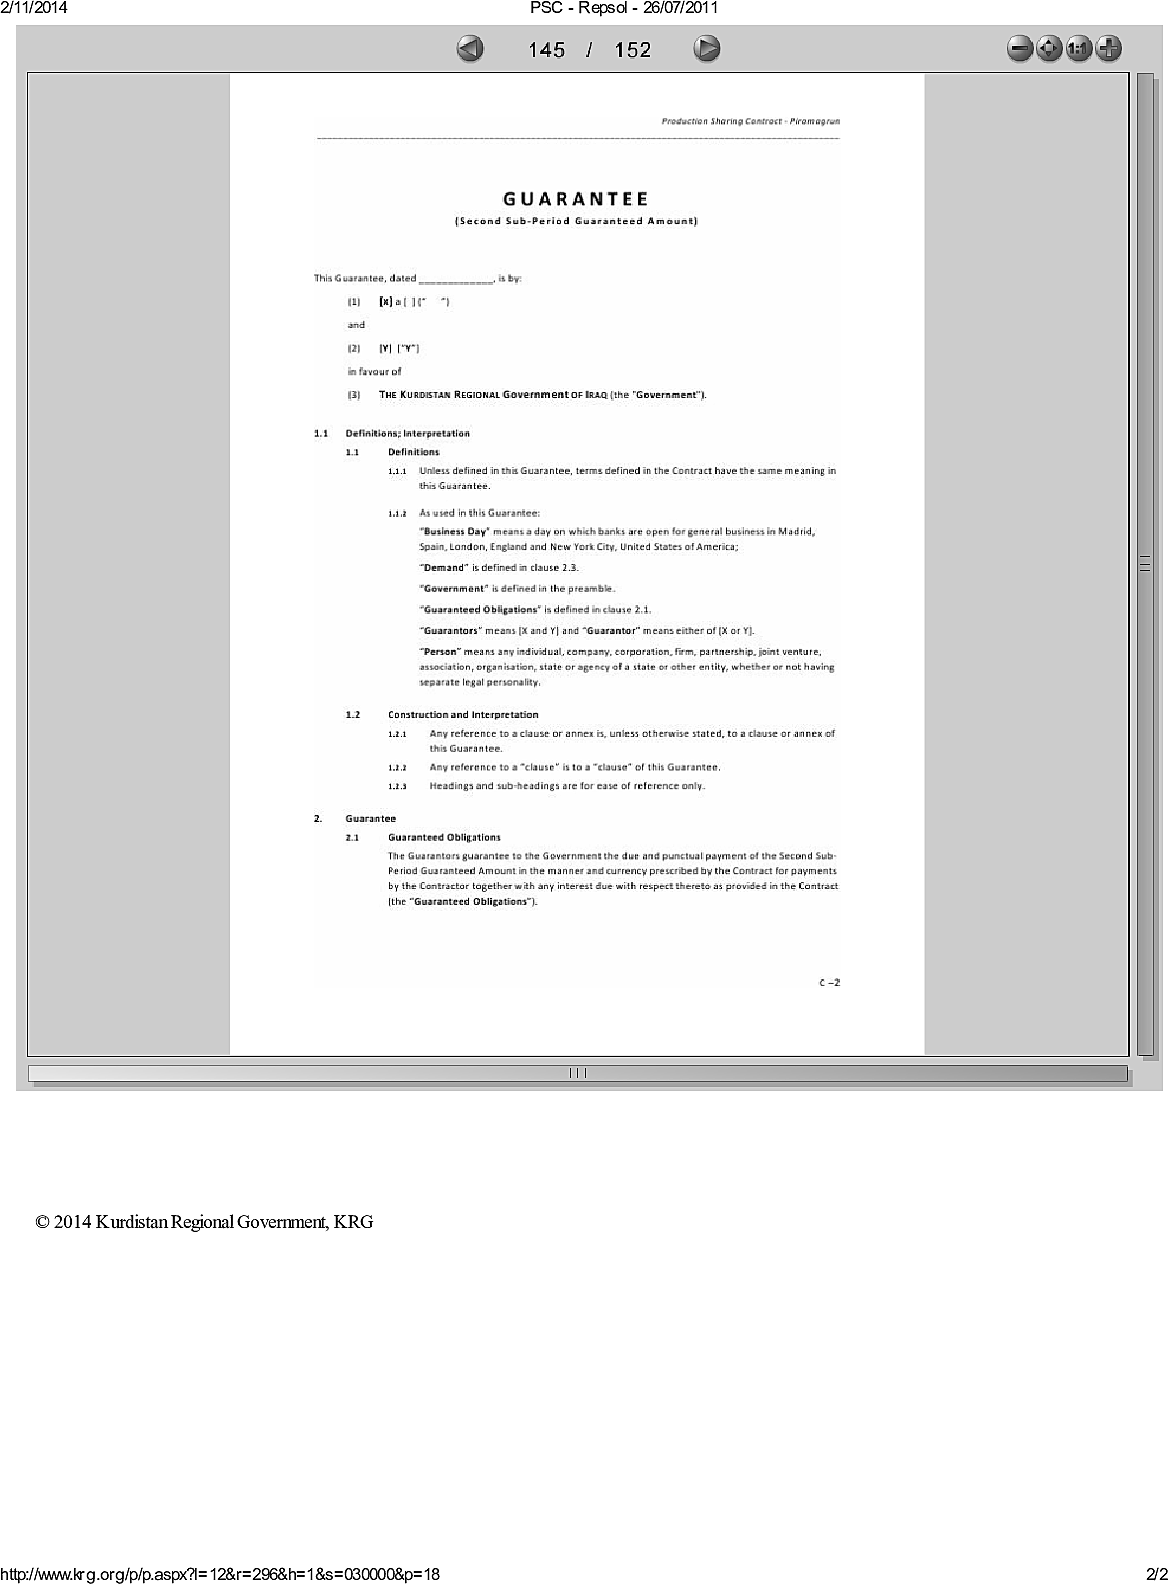 2/11/2014 PSC - Repsol - 26/07/2011
145 / 152
1:1
Production Sharing Contract - Piramagrun
GUARANTEE
(Second Sub-Period Guaranteed Amount)
This Guarantee, dated _____________, is by:
(1) [x] a [ ] (“ ”)
and
(2) [Y] [“Y”]
in favour of
(3) THE KURDISTAN REGIONAL Government OF IRAQ (the "Government").
1.1 Definitions; Interpretation
1.1 Definitions
1.1.1 Unless defined in this Guarantee, terms defined in the Contract have the same meaning in
this Guarantee.
1.1.2 As used in this Guarantee:
“Business Day” means a day on which banks are open for general business in Madrid,
Spain, London, England and New York City, United States of America;
“Demand” is defined in clause 2.3.
“Government” is defined in the preamble.
“Guaranteed Obligations” is defined in clause 2.1.
“Guarantors” means [X and Y] and “Guarantor” means either of [X or Y].
“Person” means any individual, company, corporation, firm, partnership, joint venture,
association, organisation, state or agency of a state or other entity, whether or not having
separate legal personality.
1.2 Construction and Interpretation
1.2.1 Any reference to a clause or annex is, unless otherwise stated, to a clause or annex of
this Guarantee.
1.2.2 Any reference to a “clause” is to a “clause” of this Guarantee.
1.2.3 Headings and sub-headings are for ease of reference only.
2. Guarantee
2.1 Guaranteed Obligations
The Guarantors guarantee to the Government the due and punctual payment of the Second Sub-
Period Guaranteed Amount in the manner and currency prescribed by the Contract for payments
by the Contractor together with any interest due with respect thereto as provided in the Contract
(the “Guaranteed Obligations”).
C –2
© 2014 Kurdistan Regional Government, KRG
http://www.krg.org/p/p.aspx?l=12&r=296&h=1&s=030000&p=18 2/2